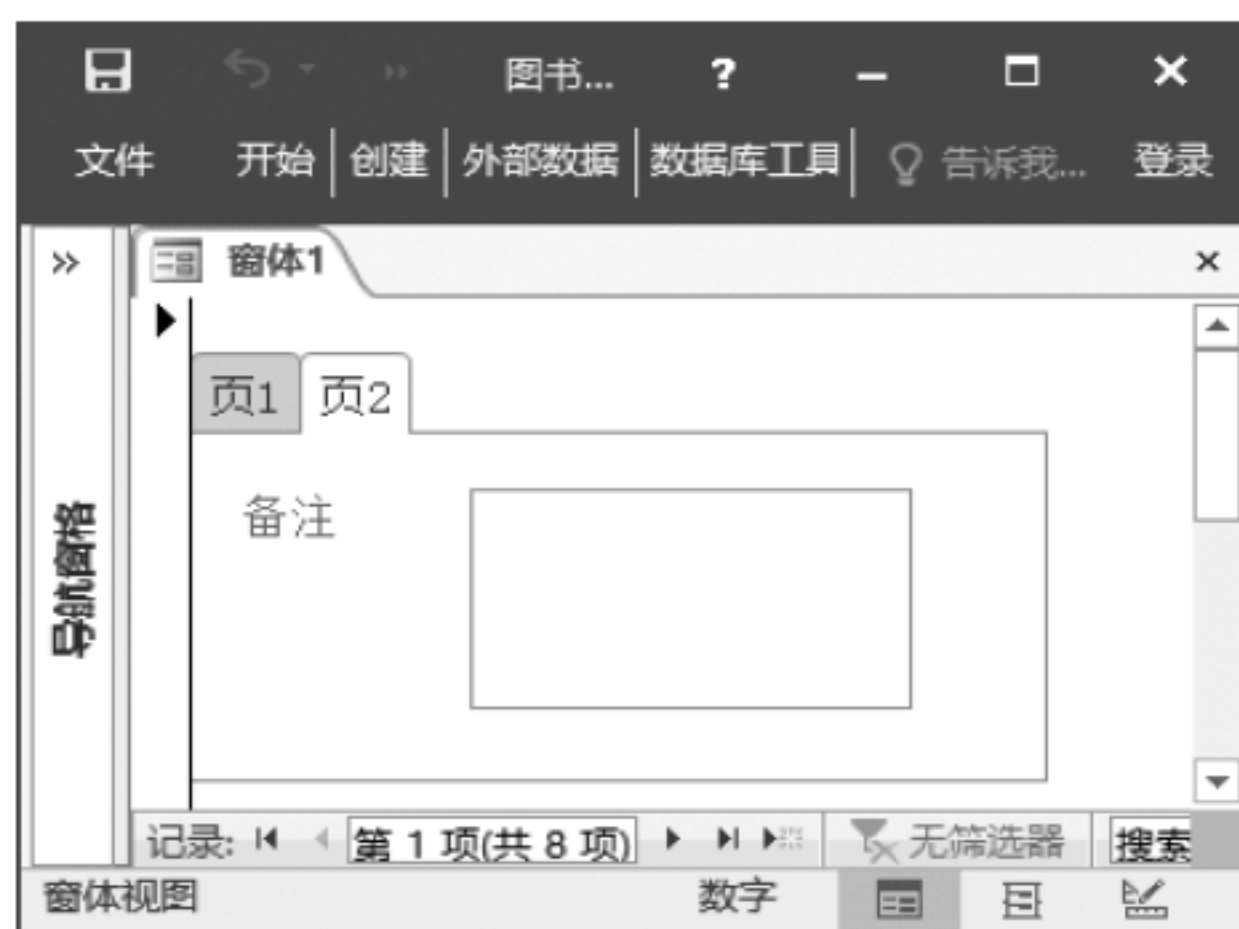 图书... ?
文件 开始 创建 外部数据 数据库工具 告诉我... 登录
窗体1
页1 页2
备注
导航窗格
记录: 第 1 项(共 8 项) 无筛选器 搜索
窗体视图 数字